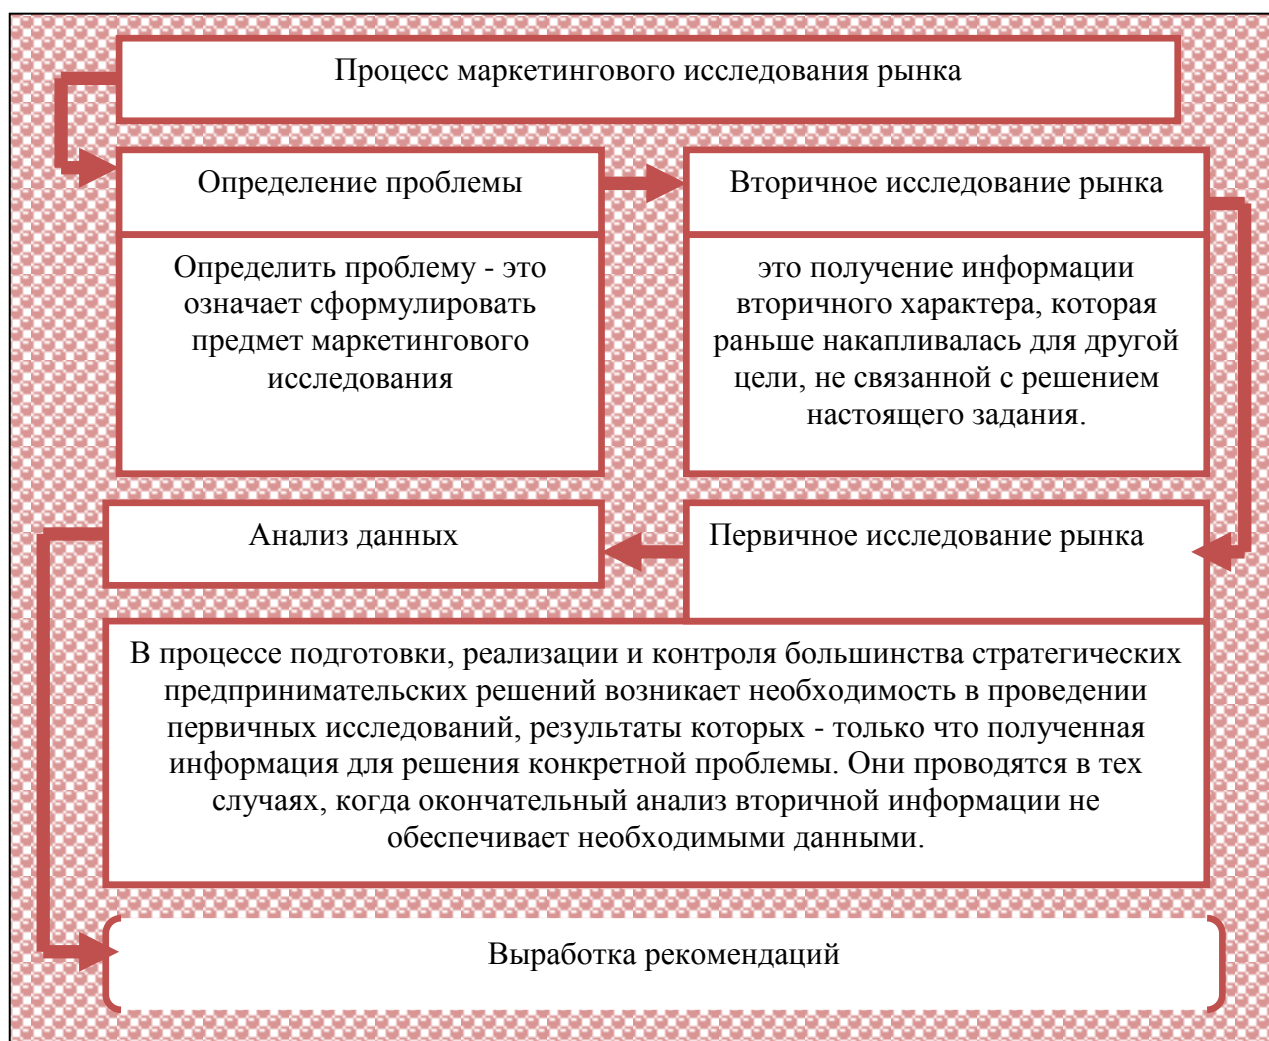 Процесс маркетингового исследования рынка
Определение проблемы
Определить проблему - это
означает сформулировать
предмет маркетингового
исследования
Вторичное исследование рынка
это получение информации
вторичного характера, которая
раньше накапливалась для другой
цели, не связанной с решением
настоящего задания.
Первичное исследование рынка
Анализ данных
В процессе подготовки, реализации и контроля большинства стратегических
предпринимательских решений возникает необходимость в проведении
первичных исследований, результаты которых - только что полученная
информация для решения конкретной проблемы. Они проводятся в тех
случаях, когда окончательный анализ вторичной информации не
обеспечивает необходимыми данными.
Выработка рекомендаций